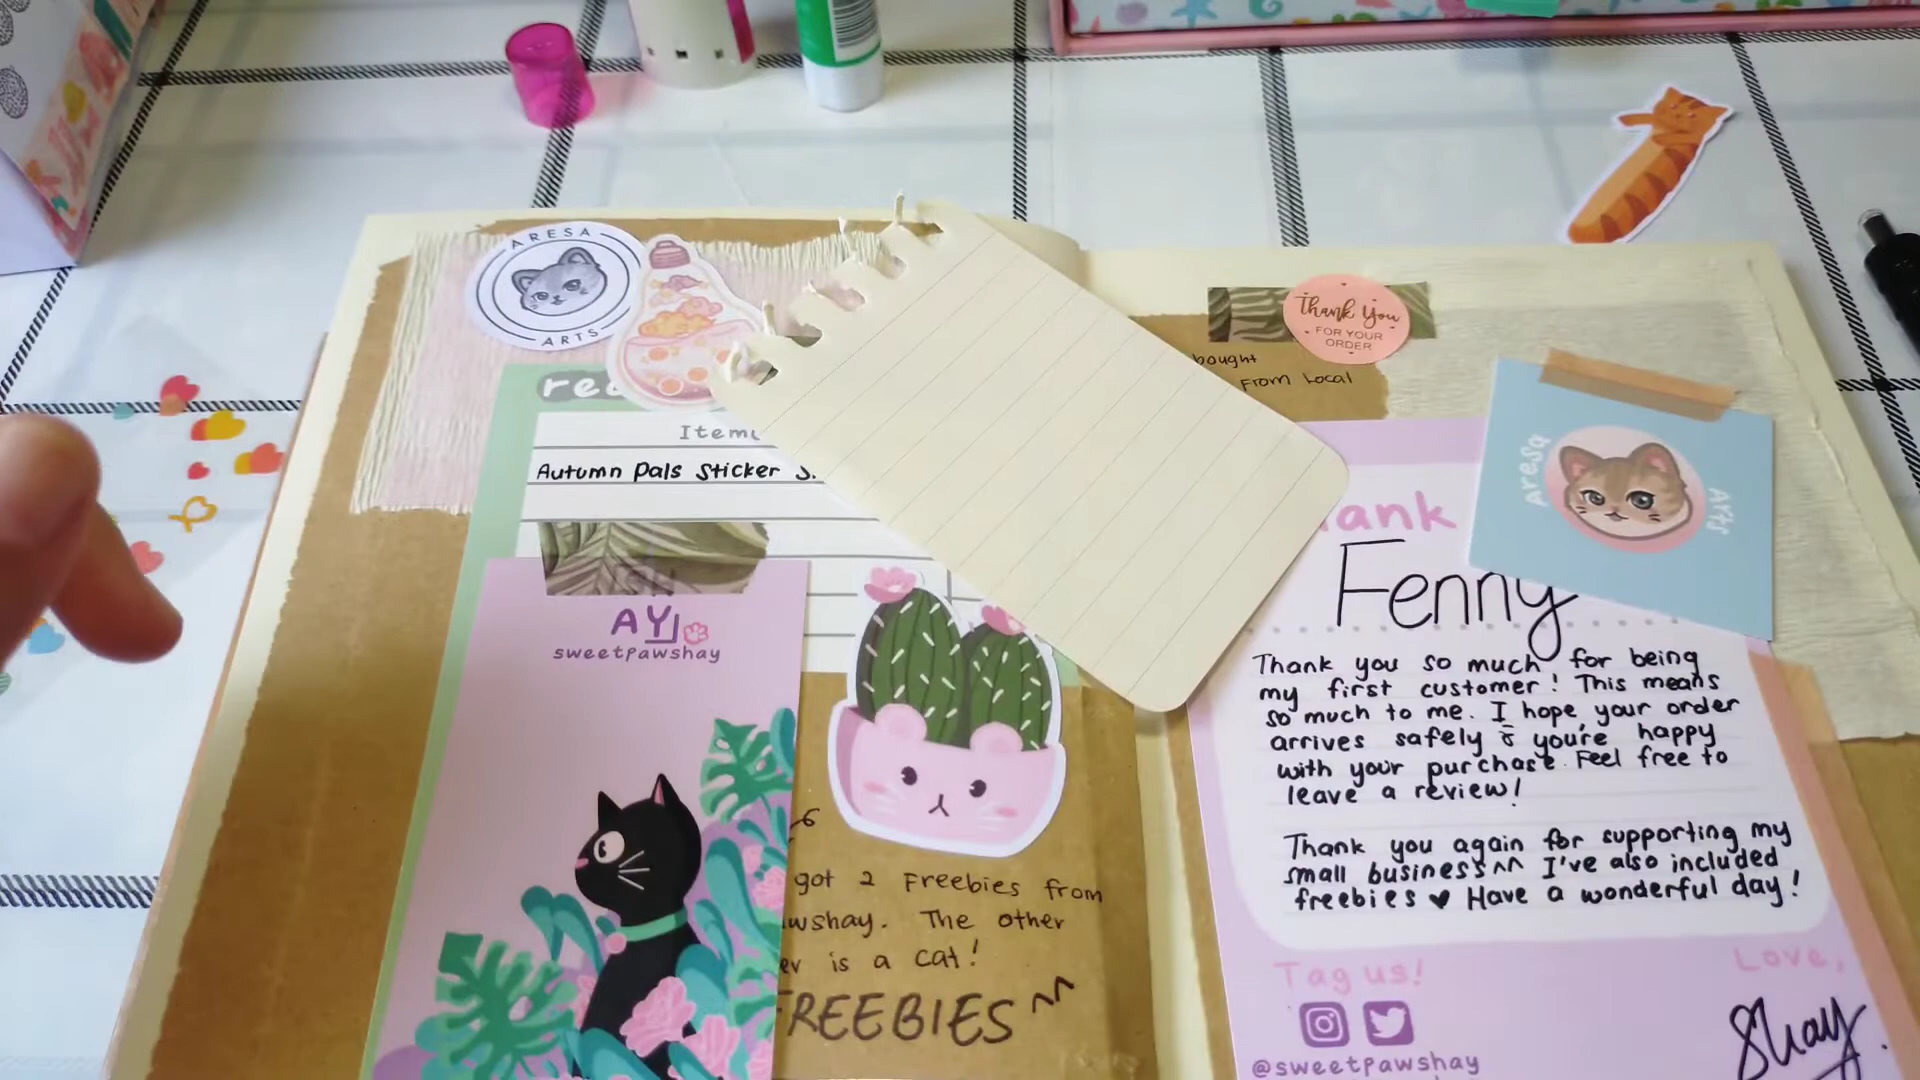 ARESA
ARTS
Item
Autumn Pals Sticker
AYJ
sweetpawshay
got 2 Freebies from
The other
is a cat!
FREEBIES ^^
Thank You
FOR YOUR
ORDER
bought
From Local
Aresa
Arts
Fenny
Thank you so much for being
my first customer! This means
so much to me. I hope your order
arrives safely & you're happy
with your purchase. Feel free to
leave a review!
Thank you again for supporting my
small business ^^ I've also included
freebies ♥ Have a wonderful day!
Tag us!
@sweetpawshay
Love,
Shay.